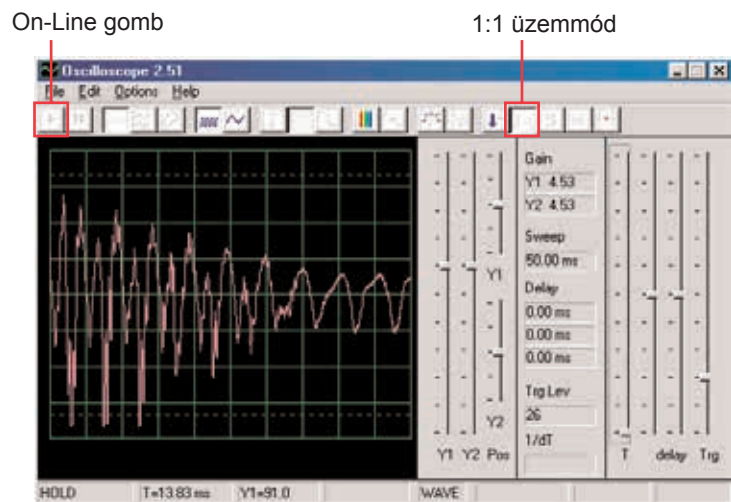 On-Line gomb
1:1 üzemmód
Oscilloscope 2.51
File Edit Options Help
Gain
Y1 4.53
Y2 4.53
Sweep
50.00 ms
Delay
0.00 ms
0.00 ms
0.00 ms
Trg Lev
26
1/dT
Y1
Y2
Y1 Y2 Pos
T delay Trg
HOLD T=13.83 ms Y1=91.0 WAVE